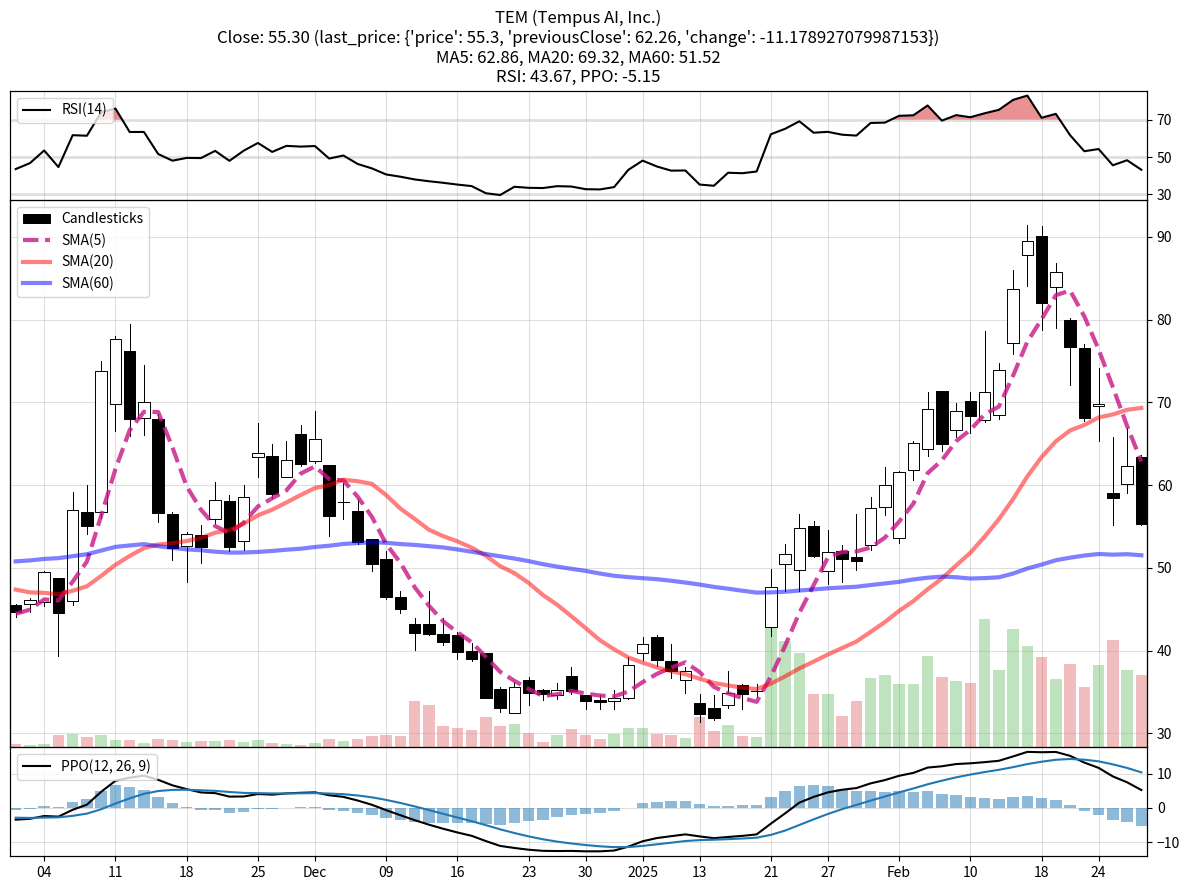 TEM (Tempus AI, Inc.)
Close: 55.30 (last_price: {'price': 55.3, 'previousClose': 62.26, 'change': -11.178927079987153})
MA5: 62.86, MA20: 69.32, MA60: 51.52
RSI: 43.67, PPO: -5.15
RSI(14)
70
50
30
Candlesticks
SMA(5)
SMA(20)
SMA(60)
90
80
70
60
50
40
30
PPO(12, 26, 9)
10
0
−10
04 11 18 25 Dec 09 16 23 30 2025 13 21 27 Feb 10 18 24